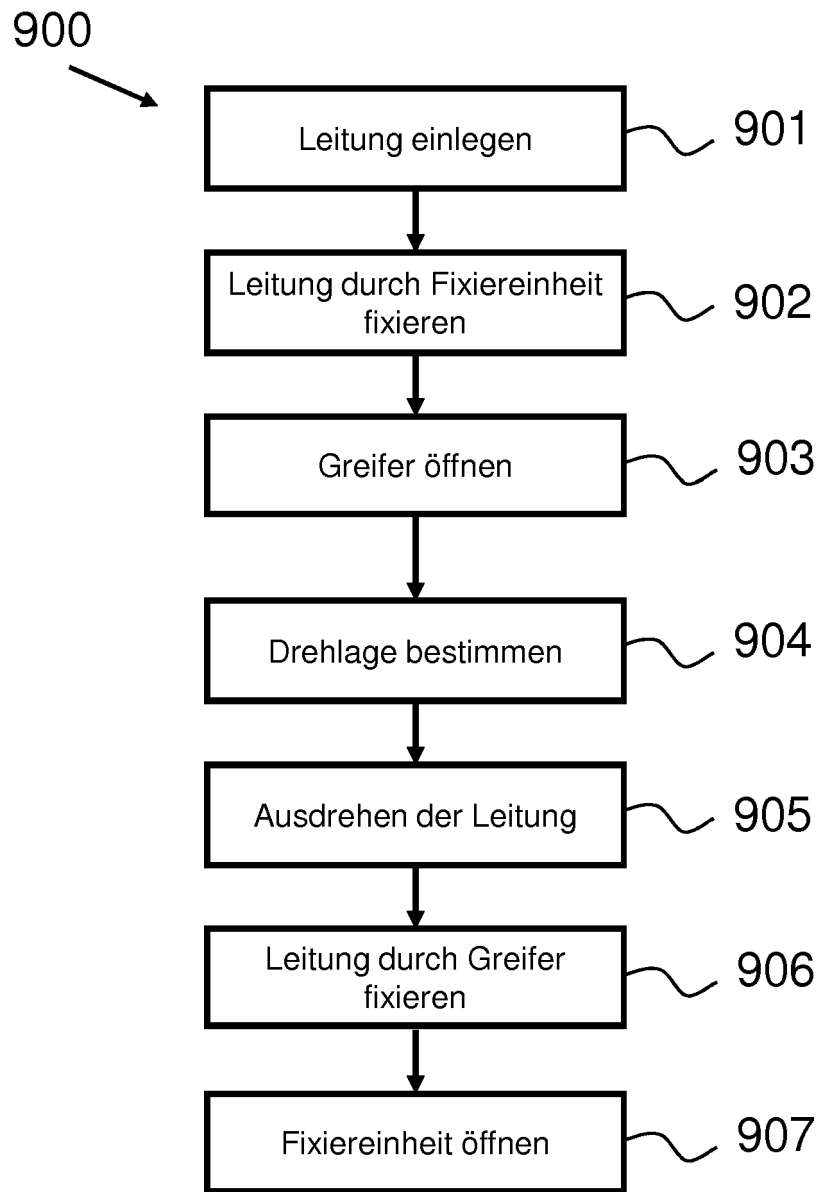 900
Leitung einlegen
901
Leitung durch Fixiereinheit
fixieren
902
Greifer öffnen
903
Drehlage bestimmen
904
Ausdrehen der Leitung
905
Leitung durch Greifer
fixieren
906
Fixiereinheit öffnen
907